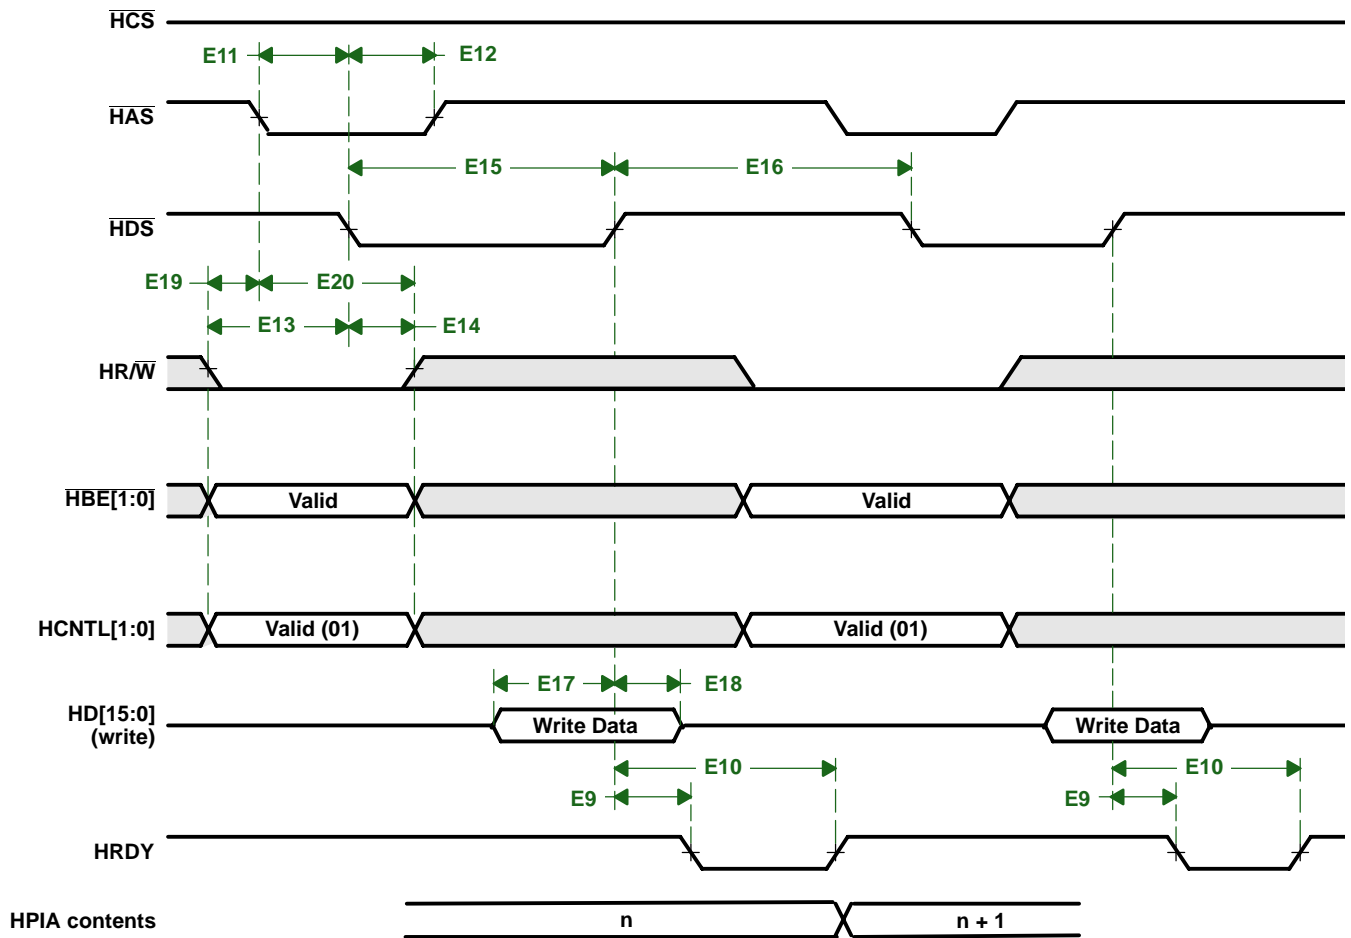 HCS
E11 E12
HAS
E15 E16
HDS
E19 E20
E13 E14
HR/W
HBE[1:0] Valid Valid
HCNTL[1:0] Valid (01) Valid (01)
E17 E18
HD[15:0] Write Data Write Data
(write)
E10 E10
E9 E9
HRDY
HPIA contents n n + 1